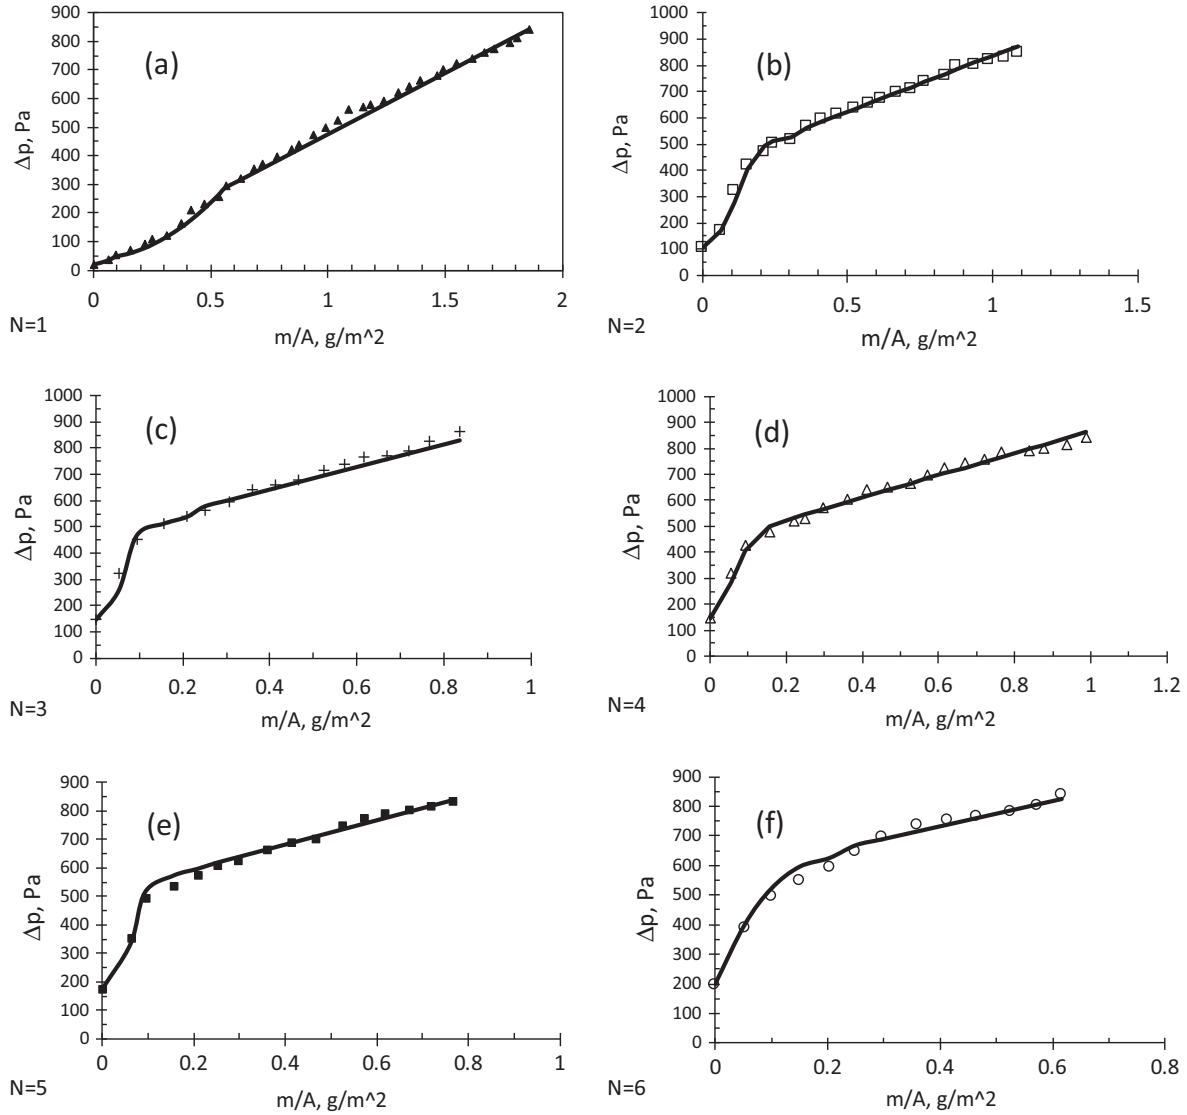 (a)
Δp, Pa
900
800
700
600
500
400
300
200
100
0
0 0.5 1 1.5 2
m/A, g/m^2
N=1
(b)
Δp, Pa
1000
900
800
700
600
500
400
300
200
100
0
0 0.5 1 1.5
m/A, g/m^2
N=2
(c)
Δp, Pa
1000
900
800
700
600
500
400
300
200
100
0
0 0.2 0.4 0.6 0.8 1
m/A, g/m^2
N=3
(d)
Δp, Pa
1000
900
800
700
600
500
400
300
200
100
0
0 0.2 0.4 0.6 0.8 1 1.2
m/A, g/m^2
N=4
(e)
Δp, Pa
900
800
700
600
500
400
300
200
100
0
0 0.2 0.4 0.6 0.8 1
m/A, g/m^2
N=5
(f)
Δp, Pa
900
800
700
600
500
400
300
200
100
0
0 0.2 0.4 0.6 0.8
m/A, g/m^2
N=6